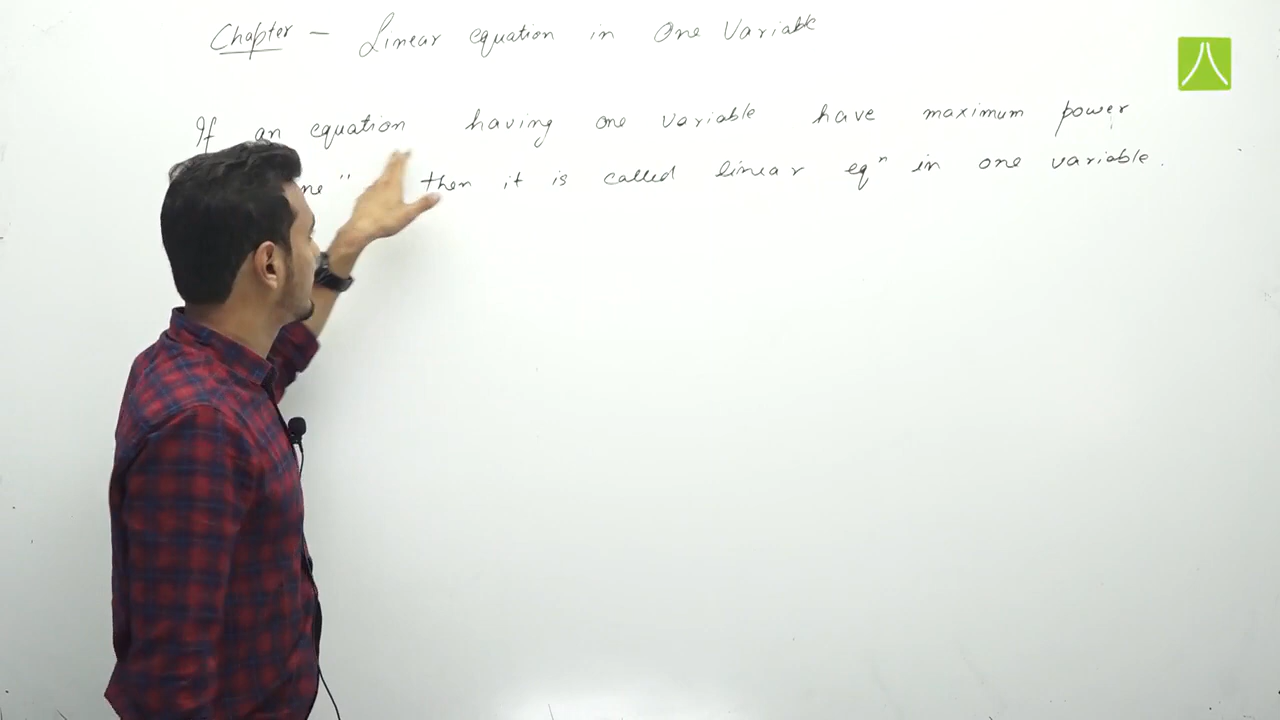 Chapter - Linear equation in One Variable
If an equation having one variable have maximum power
then it is called linear eqⁿ in one variable.